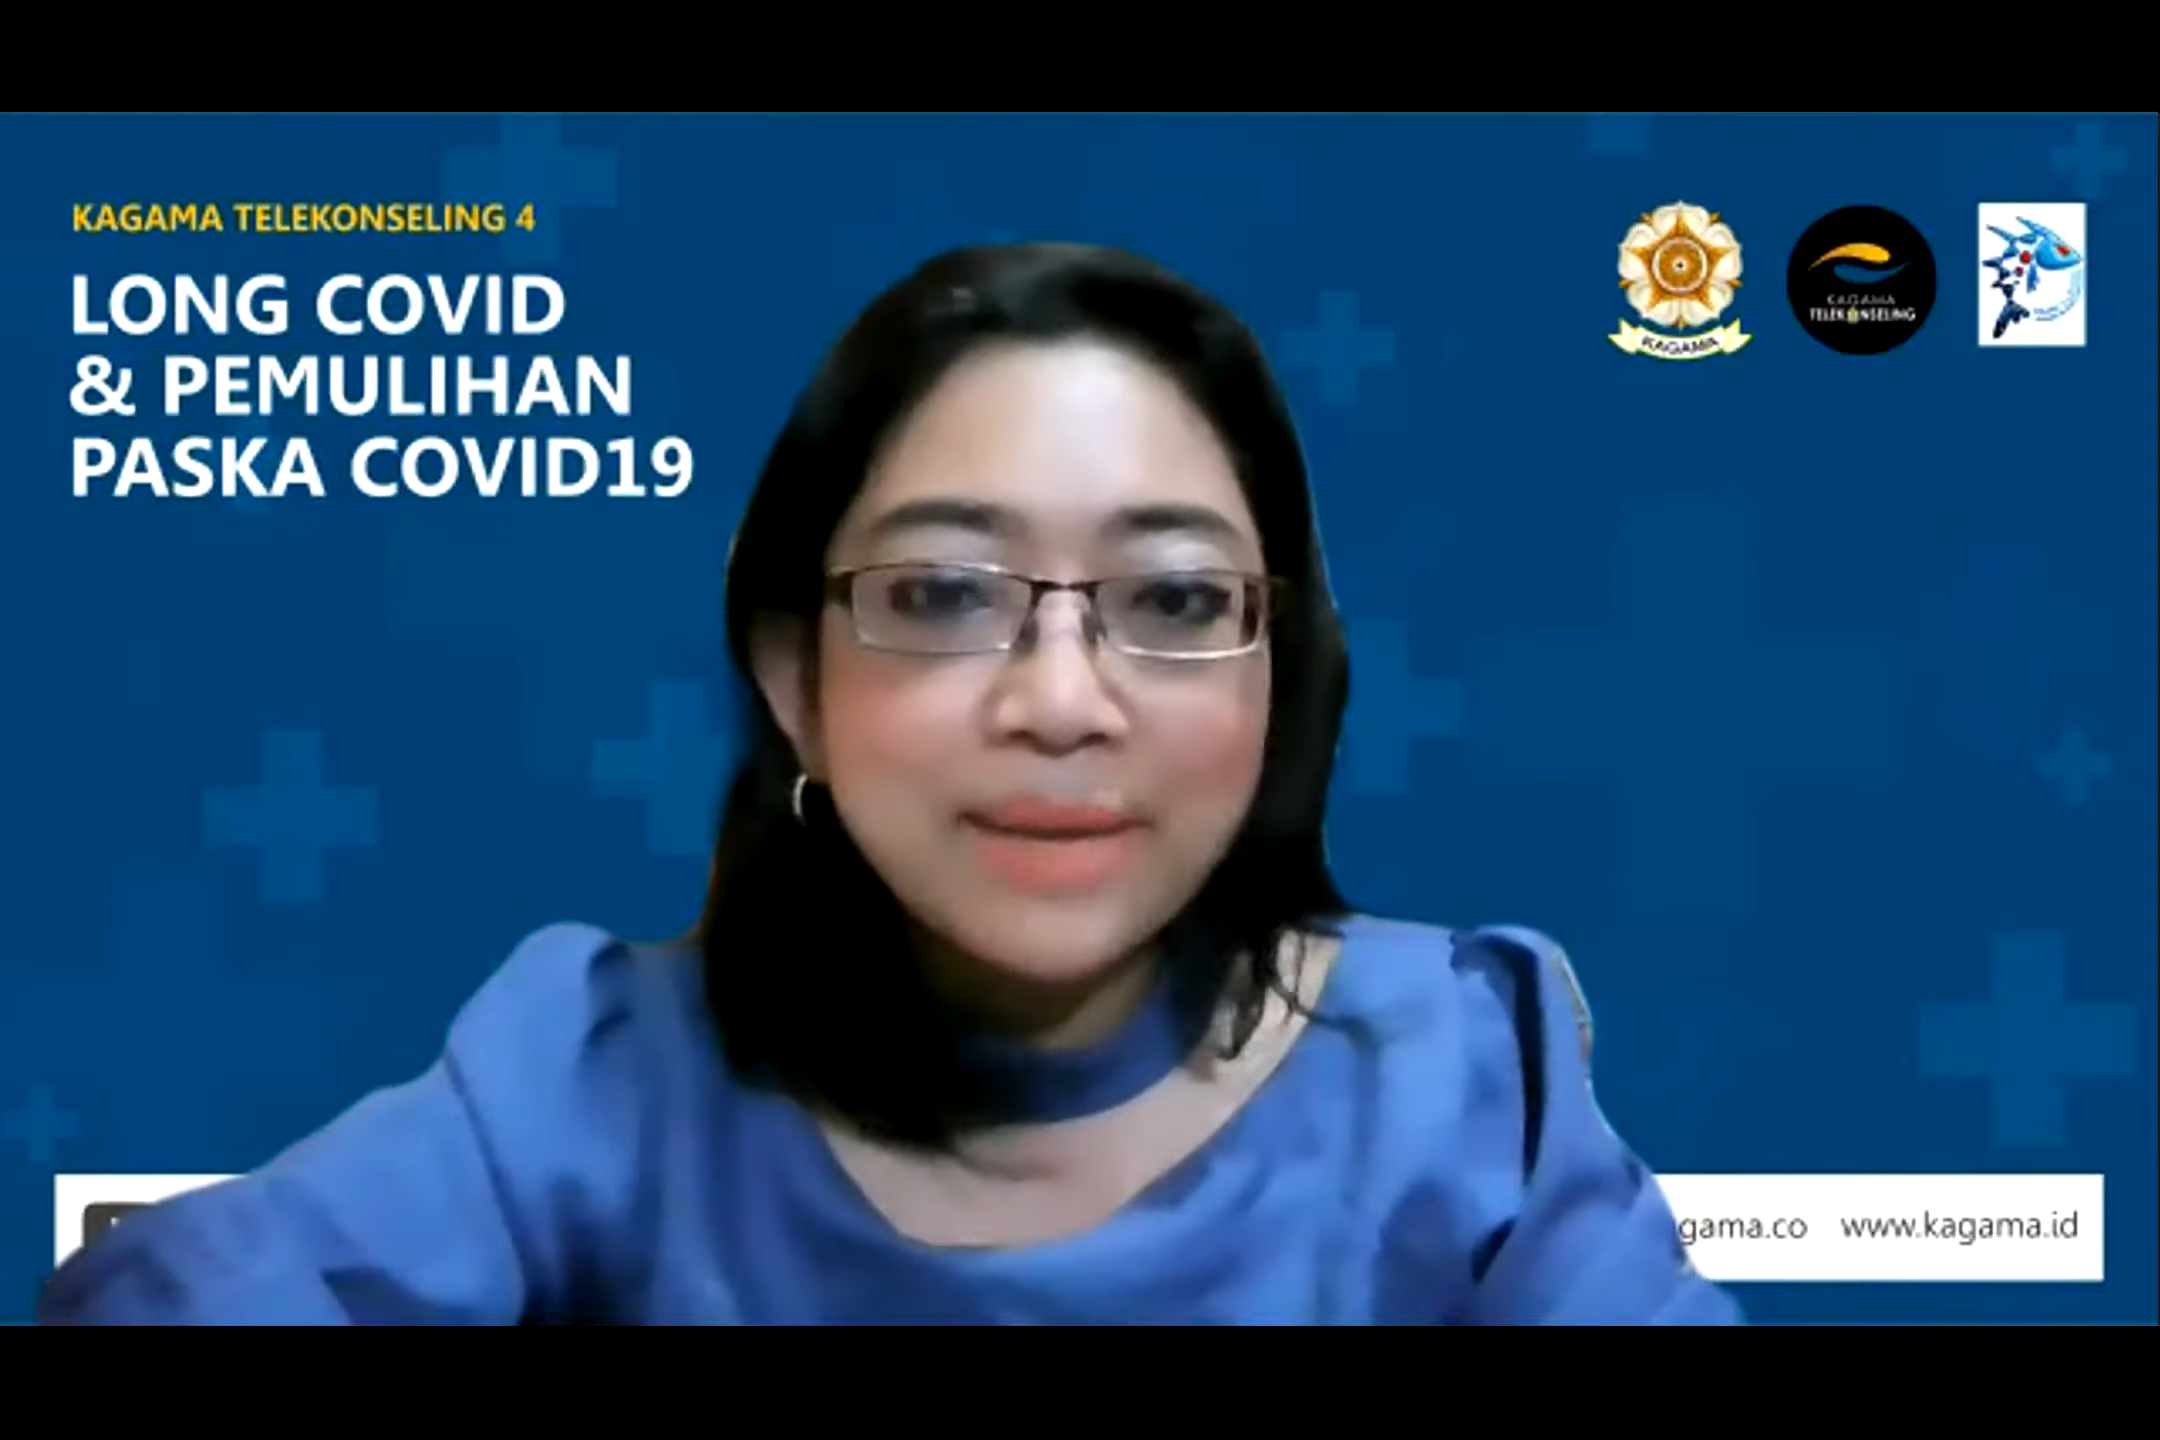 KAGAMA TELEKONSELING 4
LONG COVID
& PEMULIHAN
PASKA COVID19
KAGAMA
KAGAMA
TELEKONSELING
gama.co www.kagama.id